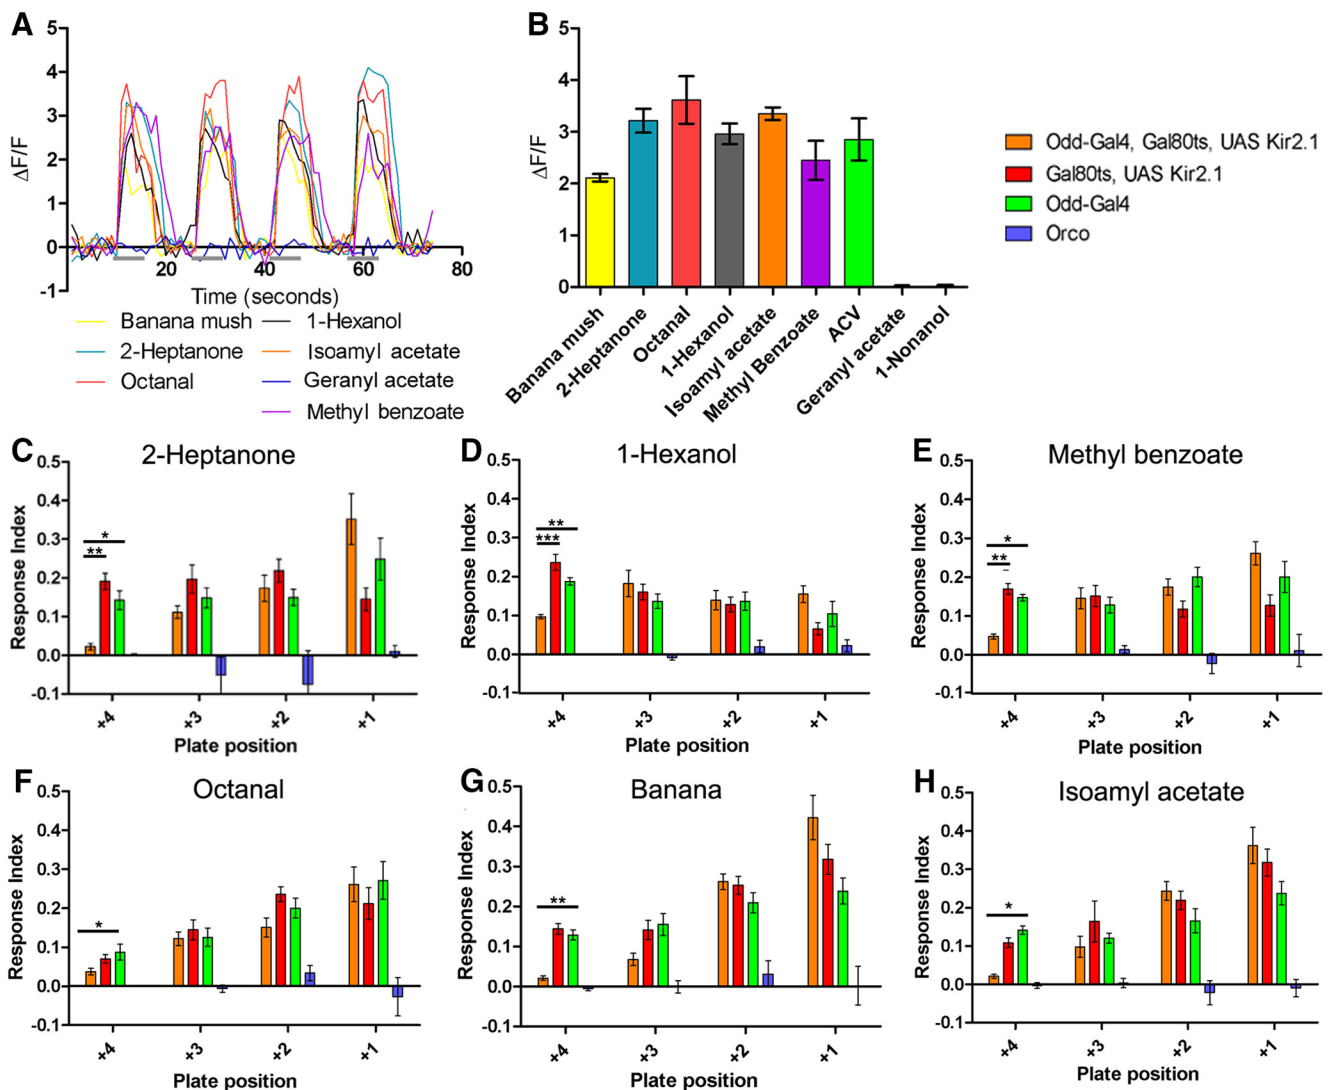 A
B
ΔF/F
5
4
3
2
1
0
-1
20
40
60
80
Time (seconds)
Banana mush
2-Heptanone
Octanal
1-Hexanol
Isoamyl acetate
Geranyl acetate
Methyl benzoate
ΔF/F
5
4
3
2
1
0
Banana mush
2-Heptanone
Octanal
1-Hexanol
Isoamyl acetate
Methyl Benzoate
ACV
Geranyl acetate
1-Nonanol
Odd-Gal4, Gal80ts, UAS Kir2.1
Gal80ts, UAS Kir2.1
Odd-Gal4
Orco
C
2-Heptanone
Response Index
0.5
0.4
0.3
0.2
0.1
0.0
-0.1
*
**
+4
+3
+2
+1
Plate position
D
1-Hexanol
Response Index
0.5
0.4
0.3
0.2
0.1
0.0
-0.1
**
***
+4
+3
+2
+1
Plate position
E
Methyl benzoate
Response Index
0.5
0.4
0.3
0.2
0.1
0.0
-0.1
*
**
+4
+3
+2
+1
Plate position
F
Octanal
Response Index
0.5
0.4
0.3
0.2
0.1
0.0
-0.1
*
+4
+3
+2
+1
Plate position
G
Banana
Response Index
0.5
0.4
0.3
0.2
0.1
0.0
-0.1
**
+4
+3
+2
+1
Plate position
H
Isoamyl acetate
Response Index
0.5
0.4
0.3
0.2
0.1
0.0
-0.1
*
+4
+3
+2
+1
Plate position